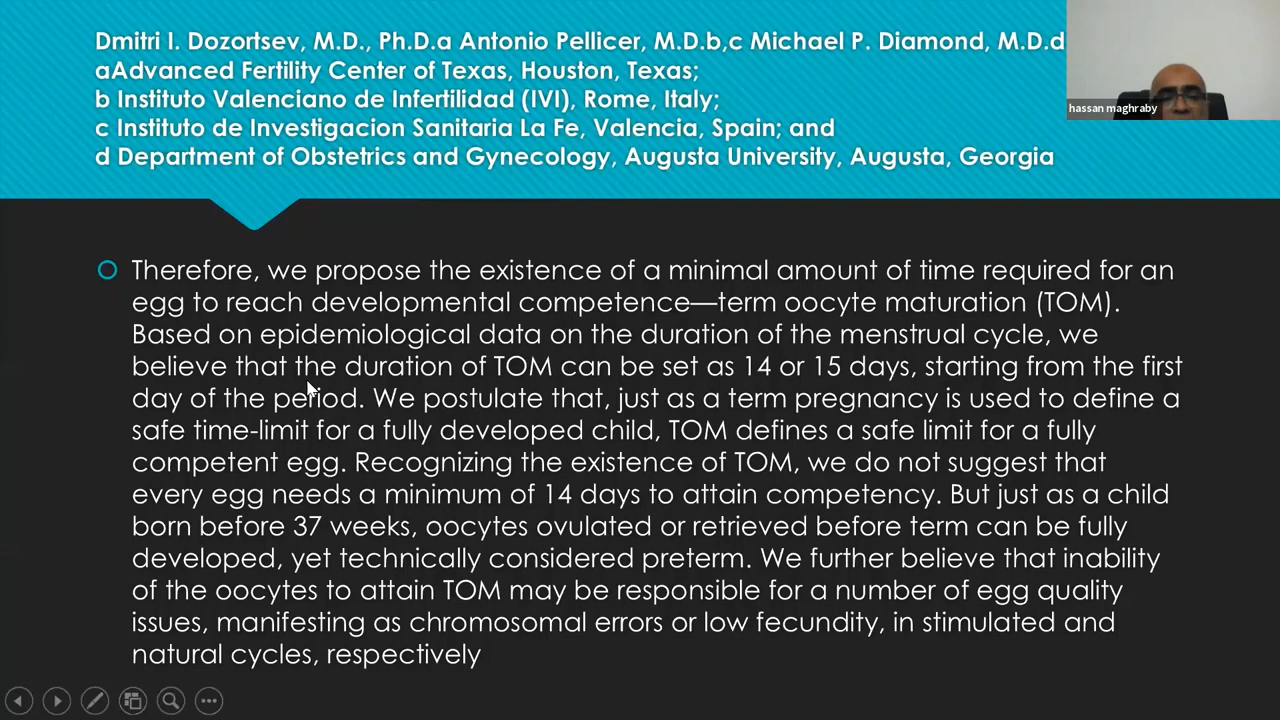 Dmitri I. Dozortsev, M.D., Ph.D.a Antonio Pellicer, M.D.b,c Michael P. Diamond, M.D.d
aAdvanced Fertility Center of Texas, Houston, Texas;
b Instituto Valenciano de Infertilidad (IVI), Rome, Italy;
c Instituto de Investigacion Sanitaria La Fe, Valencia, Spain; and
d Department of Obstetrics and Gynecology, Augusta University, Augusta, Georgia
hassan maghraby
Therefore, we propose the existence of a minimal amount of time required for an
egg to reach developmental competence—term oocyte maturation (TOM).
Based on epidemiological data on the duration of the menstrual cycle, we
believe that the duration of TOM can be set as 14 or 15 days, starting from the first
day of the period. We postulate that, just as a term pregnancy is used to define a
safe time-limit for a fully developed child, TOM defines a safe limit for a fully
competent egg. Recognizing the existence of TOM, we do not suggest that
every egg needs a minimum of 14 days to attain competency. But just as a child
born before 37 weeks, oocytes ovulated or retrieved before term can be fully
developed, yet technically considered preterm. We further believe that inability
of the oocytes to attain TOM may be responsible for a number of egg quality
issues, manifesting as chromosomal errors or low fecundity, in stimulated and
natural cycles, respectively